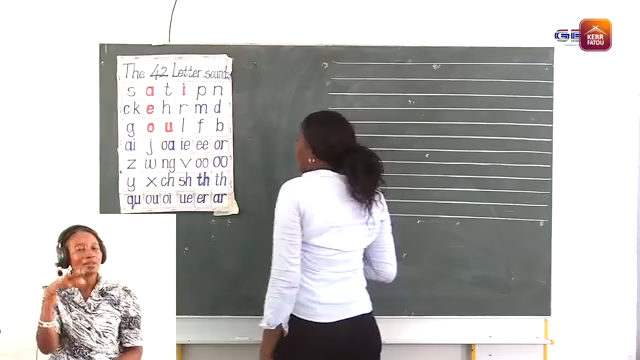 The 42 Letter sounds
s a t i p n
ck e h r m d
g o u l f b
ai j oa ie ee or
z w ng v oo oo
y x ch sh th th
qu ou oi ue er ar
KERR
FATOU